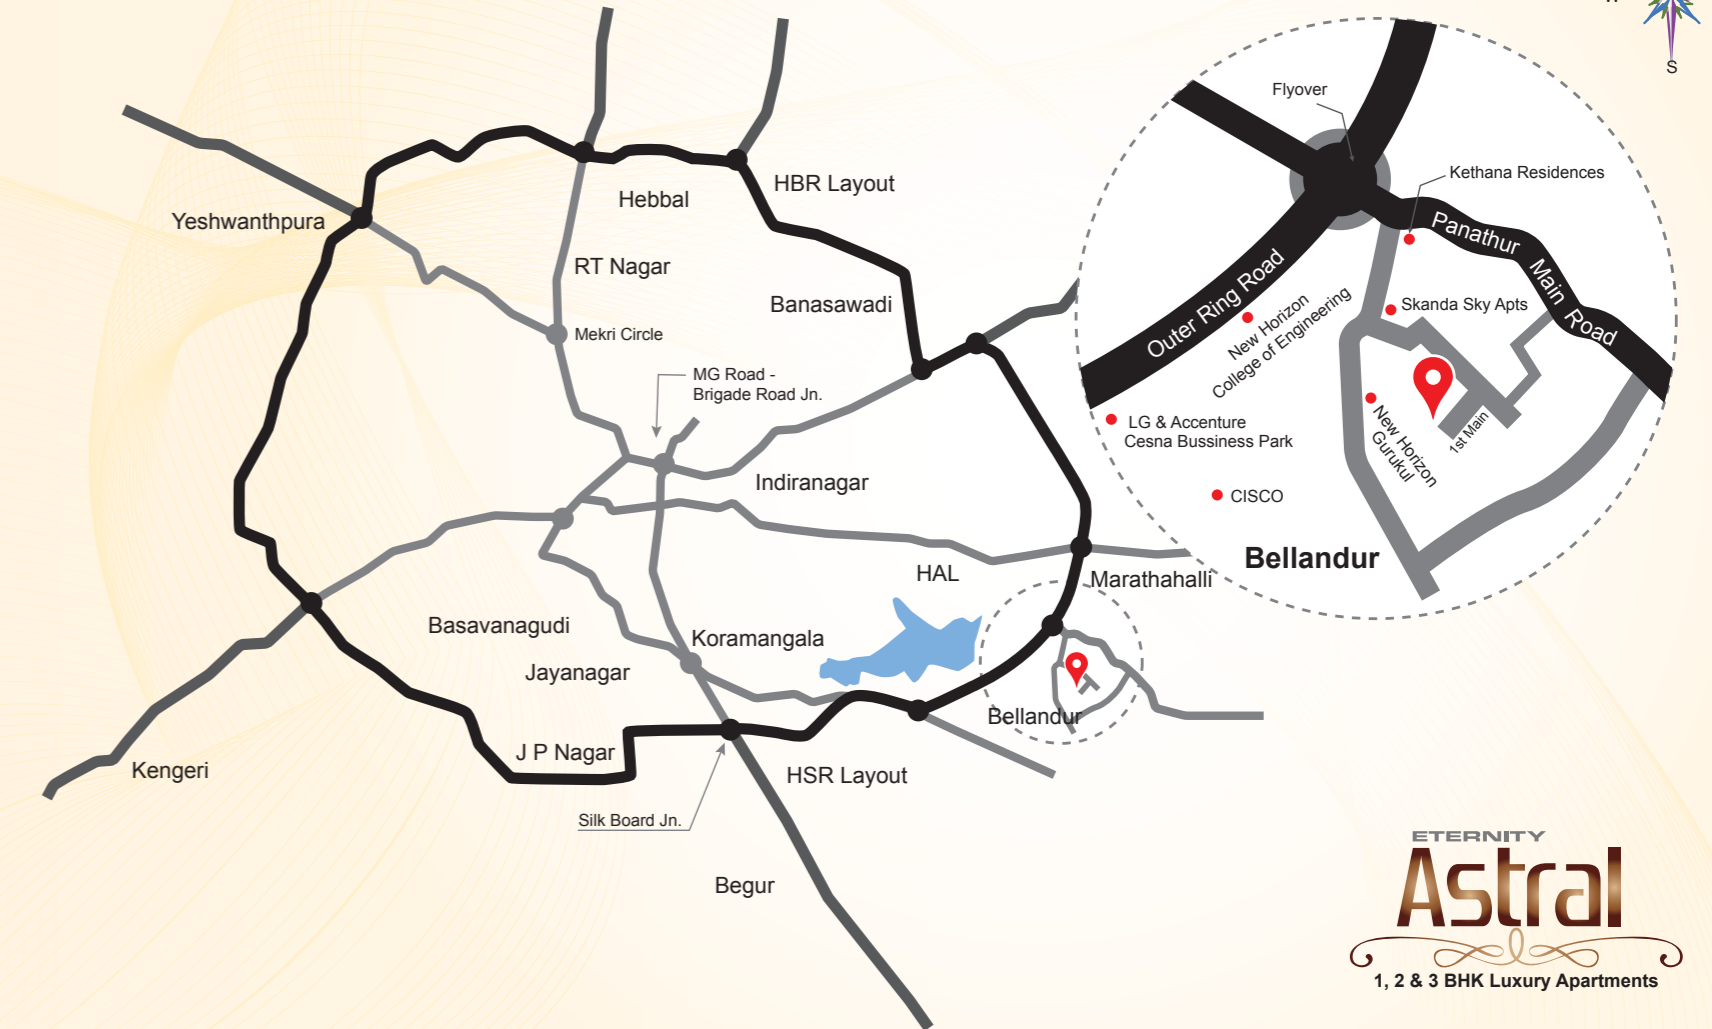 S
Flyover
Kethana Residences
Panathur Main Road
Outer Ring Road
New Horizon
College of Engineering
Skanda Sky Apts
New Horizon
Gurukul
1st Main
LG & Accenture
Cesna Bussiness Park
CISCO
Bellandur
HBR Layout
Hebbal
Yeshwanthpura
RT Nagar
Banasawadi
Mekri Circle
MG Road -
Brigade Road Jn.
Indiranagar
HAL
Marathahalli
Basavanagudi
Koramangala
Jayanagar
Bellandur
J P Nagar
Kengeri
HSR Layout
Silk Board Jn.
Begur
ETERNITY
Astral
1, 2 & 3 BHK Luxury Apartments